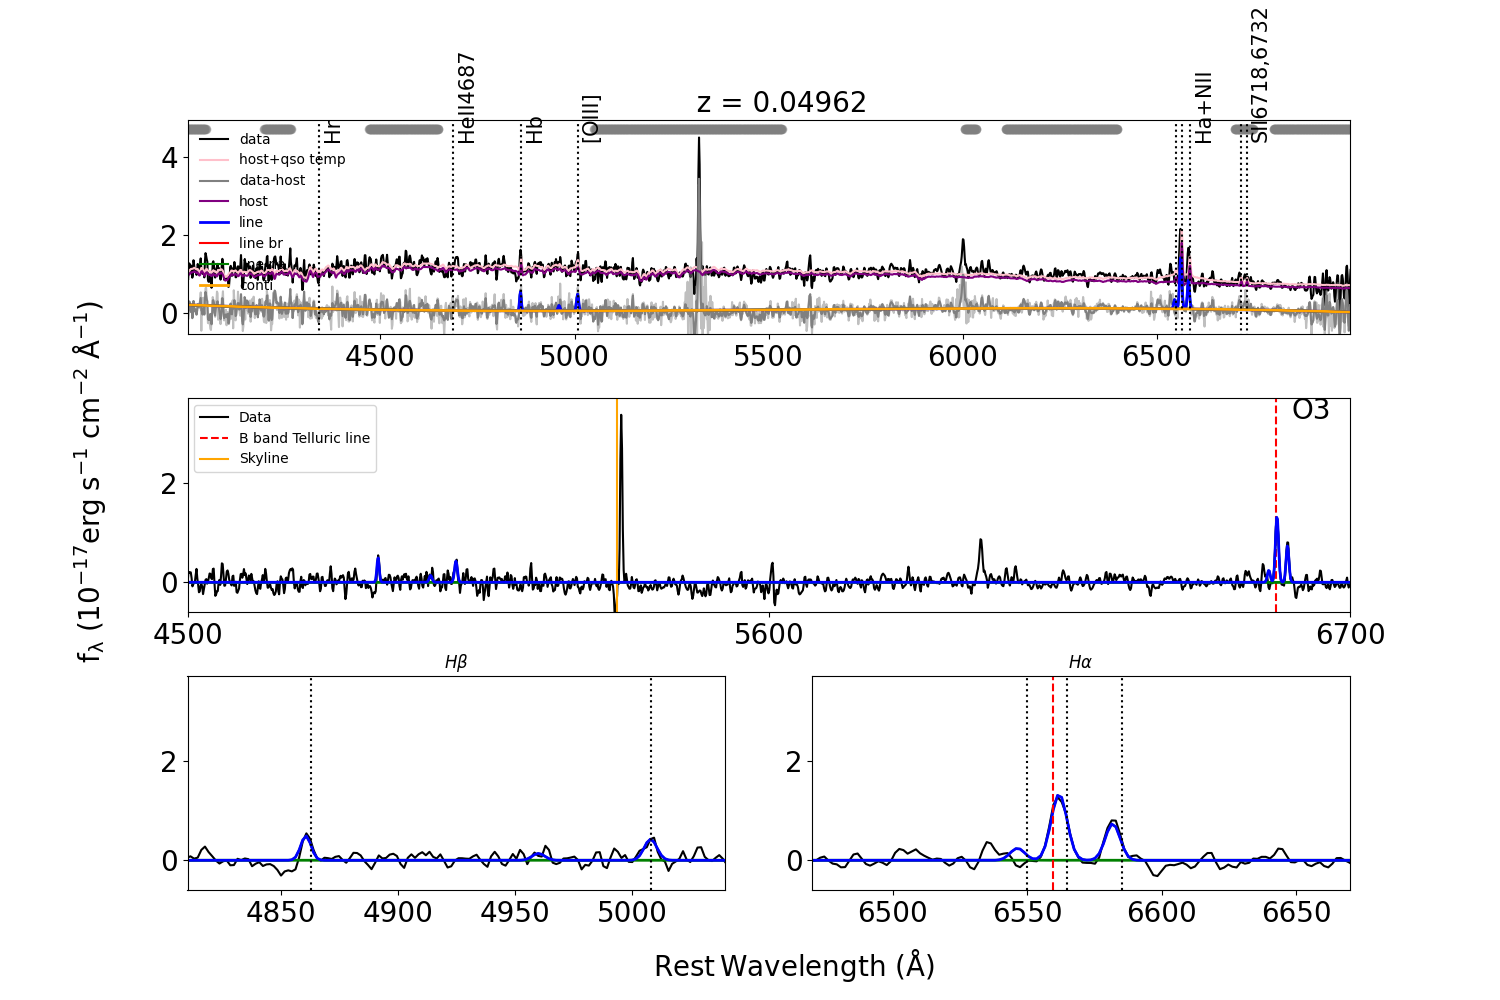 z = 0.04962
Hr
HeII4687
Hb
[OIII]
Ha+NII
SII6718,6732
data
host+qso temp
data-host
host
line
line br
conti
4
2
0
4500
5000
5500
6000
6500
f_λ (10^−17 erg s^−1 cm^−2 Å^−1)
O3
Data
B band Telluric line
Skyline
2
0
4500
5600
6700
Hβ
2
0
4850
4900
4950
5000
Hα
2
0
6500
6550
6600
6650
Rest Wavelength (Å)